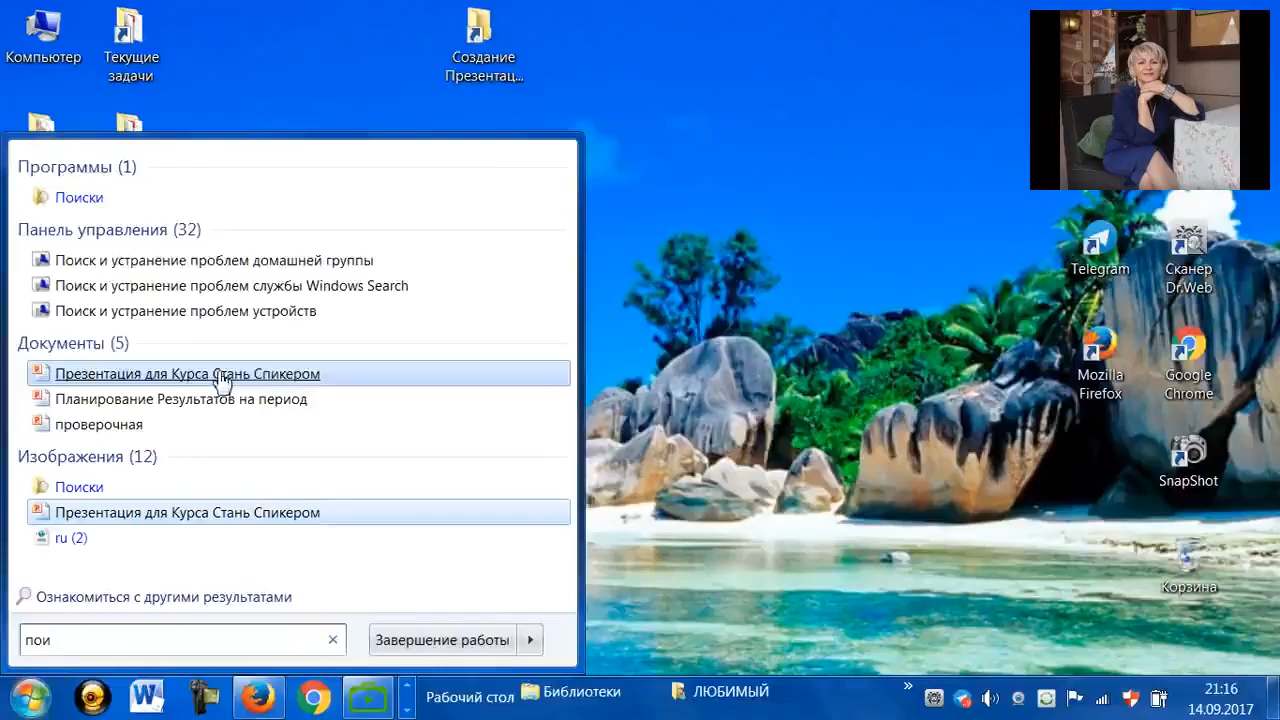 Компьютер
Текущие
задачи
Создание
Презентац...
Программы (1)
Поиски
Панель управления (32)
Поиск и устранение проблем домашней группы
Поиск и устранение проблем службы Windows Search
Поиск и устранение проблем устройств
Документы (5)
Презентация для Курса Стань Спикером
Планирование Результатов на период
проверочная
Изображения (12)
Поиски
Презентация для Курса Стань Спикером
ru (2)
Ознакомиться с другими результатами
пои
Завершение работы
Telegram
Сканер
Dr.Web
Mozilla
Firefox
Google
Chrome
SnapShot
Корзина
Рабочий стол
Библиотеки
ЛЮБИМЫЙ
»
21:16
14.09.2017